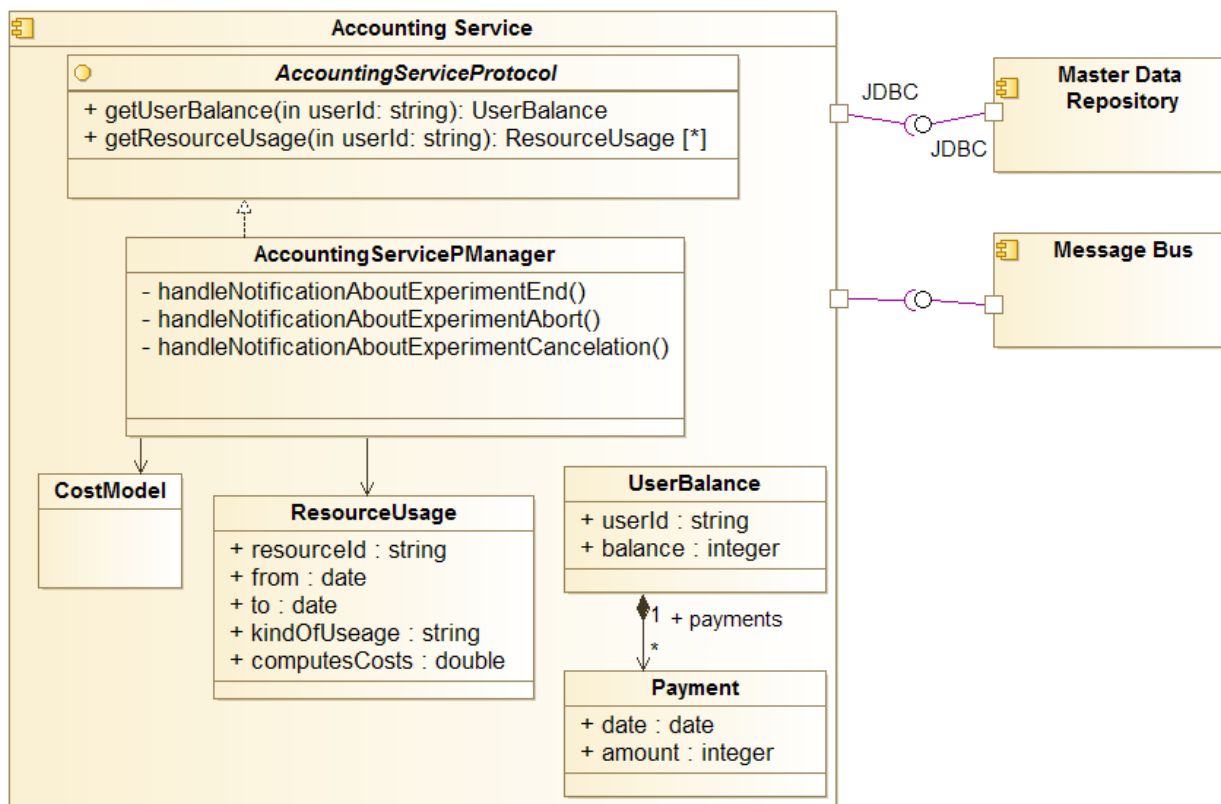 Accounting Service
AccountingServiceProtocol
+ getUserBalance(in userId: string): UserBalance
+ getResourceUsage(in userId: string): ResourceUsage [*]
AccountingServicePManager
- handleNotificationAboutExperimentEnd()
- handleNotificationAboutExperimentAbort()
- handleNotificationAboutExperimentCancelation()
CostModel
ResourceUsage
+ resourceId : string
+ from : date
+ to : date
+ kindOfUseage : string
+ computesCosts : double
UserBalance
+ userId : string
+ balance : integer
1
+ payments
*
Payment
+ date : date
+ amount : integer
JDBC
JDBC
Master Data
Repository
Message Bus